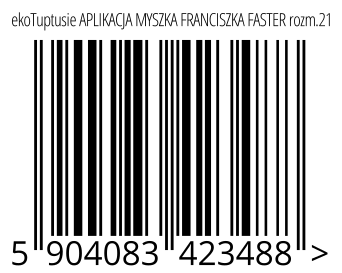 ekoTuptusie APLIKACJA MYSZKA FRANCISZKA FASTER rozm.21
5 904083 423488 >